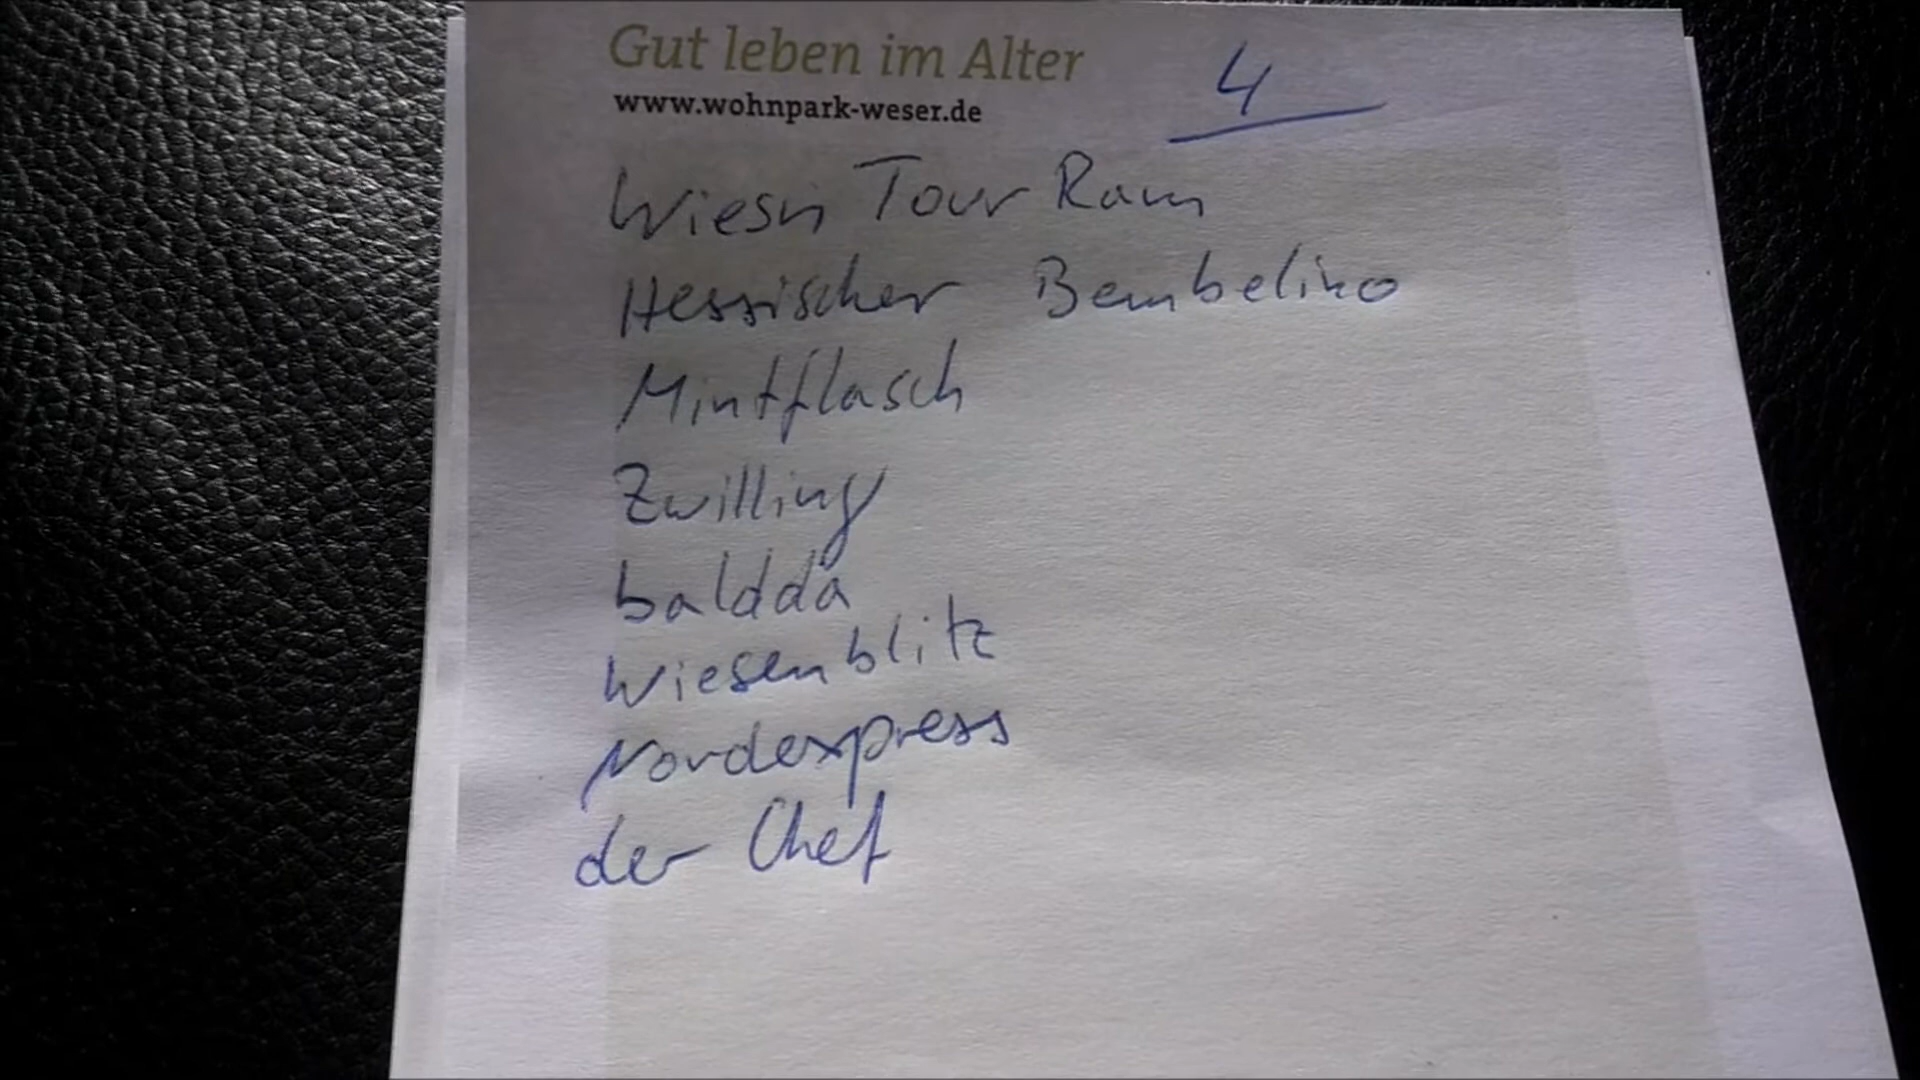 Gut leben im Alter
4
www.wohnpark-weser.de
Wiesn Tour Ram
Hessischer Bembelino
Mintflasch
Zwilling
baldda
Wiesenblitz
Nordexpress
der Chef